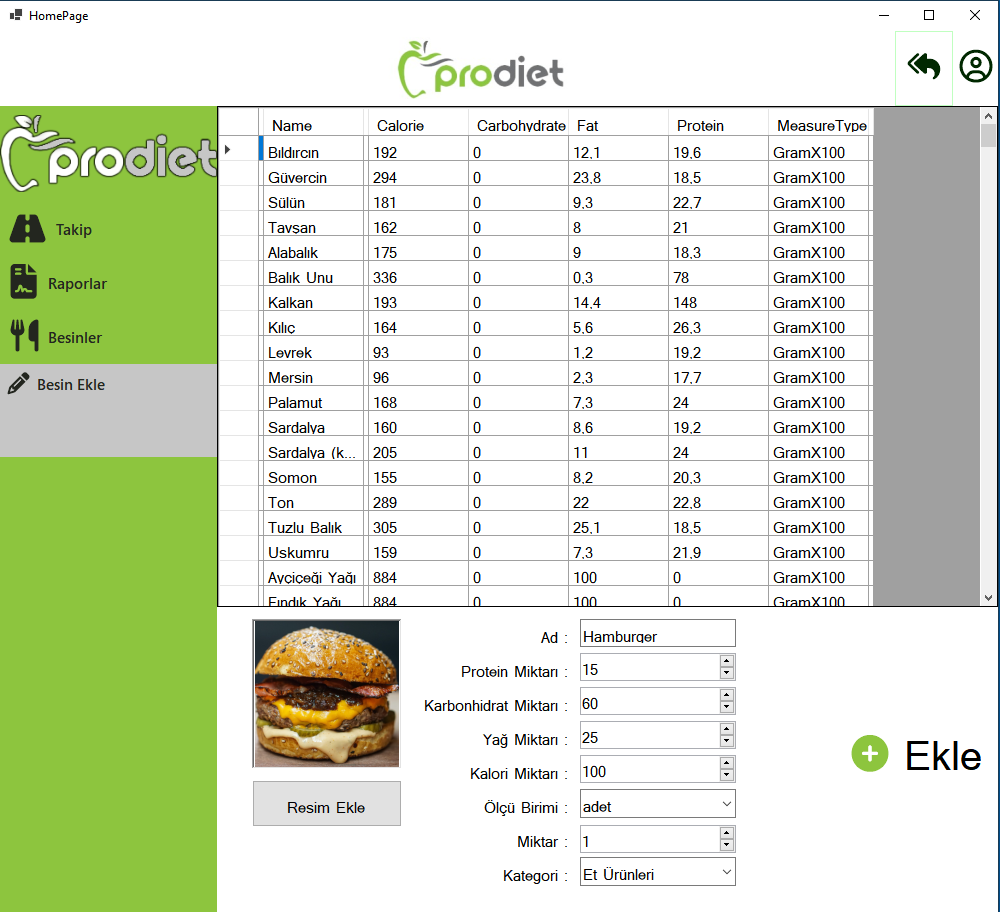 HomePage
prodiet
prodiet
Takip
Raporlar
Besinler
Besin Ekle
Name Calorie Carbohydrate Fat Protein MeasureType
Bıldırcın 192 0 12,1 19,6 GramX100
Güvercin 294 0 23,8 18,5 GramX100
Sülün 181 0 9,3 22,7 GramX100
Tavşan 162 0 8 21 GramX100
Alabalık 175 0 9 18,3 GramX100
Balık Unu 336 0 0,3 78 GramX100
Kalkan 193 0 14,4 148 GramX100
Kılıç 164 0 5,6 26,3 GramX100
Levrek 93 0 1,2 19,2 GramX100
Mersin 96 0 2,3 17,7 GramX100
Palamut 168 0 7,3 24 GramX100
Sardalya 160 0 8,6 19,2 GramX100
Sardalya (k... 205 0 11 24 GramX100
Somon 155 0 8,2 20,3 GramX100
Ton 289 0 22 22,8 GramX100
Tuzlu Balık 305 0 25,1 18,5 GramX100
Uskumru 159 0 7,3 21,9 GramX100
Ayçiçeği Yağı 884 0 100 0 GramX100
Fındık Yağı 884 0 100 0 GramX100
Ad : Hamburger
Protein Miktarı : 15
Karbonhidrat Miktarı : 60
Yağ Miktarı : 25
Kalori Miktarı : 100
Ölçü Birimi : adet
Miktar : 1
Kategori : Et Ürünleri
Resim Ekle
Ekle